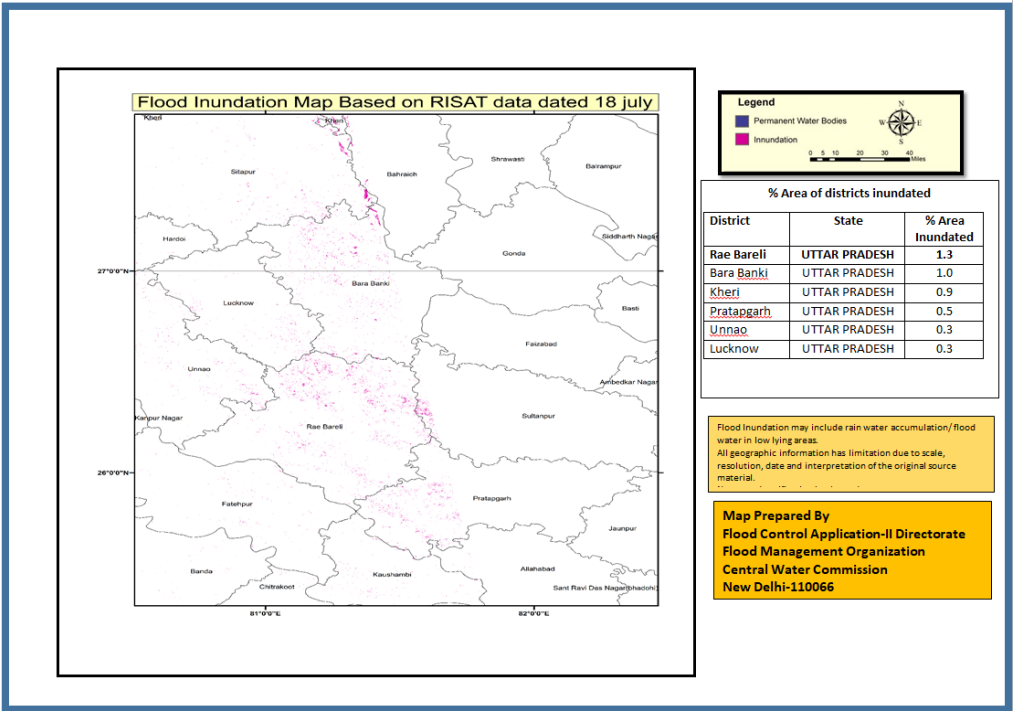 Flood Inundation Map Based on RISAT data dated 18 july
Kheri
Kheri
Sitapur
Bahraich
Shrawasti
Balrampur
Hardoi
Siddharth Nagar
Gonda
27°0'0"N
Bara Banki
Lucknow
Basti
Faizabad
Unnao
Ambedkar Nagar
Kanpur Nagar
Sultanpur
Rae Bareli
26°0'0"N
Pratapgarh
Fatehpur
Jaunpur
Banda
Kaushambi
Allahabad
Chitrakoot
Sant Ravi Das Nagar(bhadohi)
81°0'0"E
82°0'0"E
Legend
Permanent Water Bodies
Innundation
N
W
E
S
0 5 10 20 30 40
Miles
% Area of districts inundated
District State % Area Inundated
Rae Bareli UTTAR PRADESH 1.3
Bara Banki UTTAR PRADESH 1.0
Kheri UTTAR PRADESH 0.9
Pratapgarh UTTAR PRADESH 0.5
Unnao UTTAR PRADESH 0.3
Lucknow UTTAR PRADESH 0.3
Flood Inundation may include rain water accumulation/flood
water in low lying areas.
All geographic information has limitation due to scale,
resolution, date and interpretation of the original source
material.
Map Prepared By
Flood Control Application-II Directorate
Flood Management Organization
Central Water Commission
New Delhi-110066